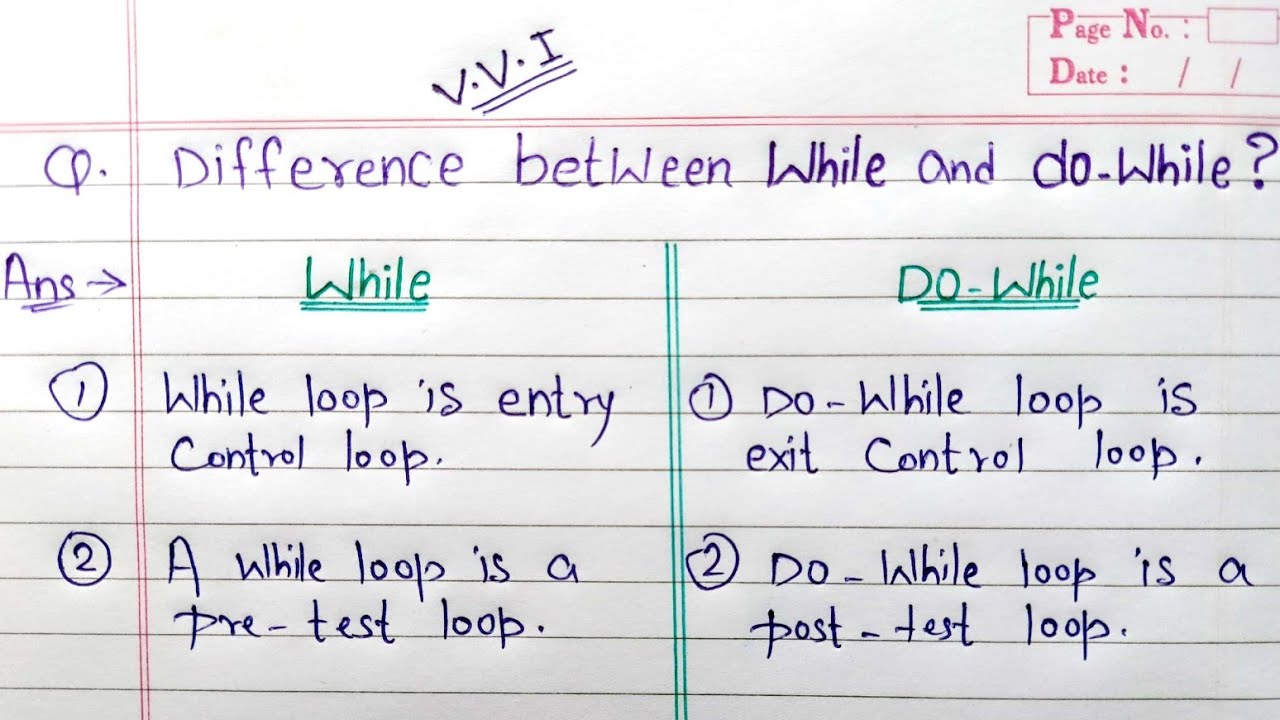 Page No. :
Date : / /
V.V.I
Q. Difference between While and do-While?
Ans → While
DO-While
① While loop is entry
Control loop.
① DO-While loop is
exit Control loop.
② A While loop is a
pre-test loop.
② DO-While loop is a
post-test loop.